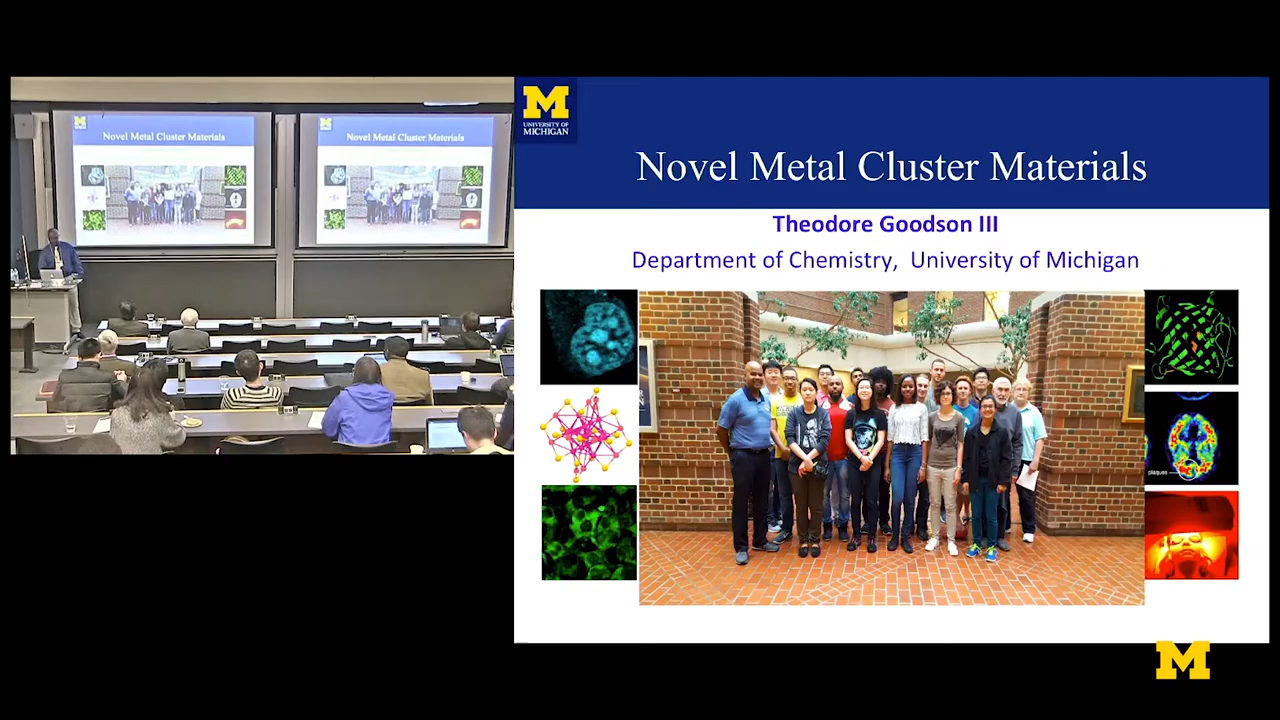 Novel Metal Cluster Materials
Novel Metal Cluster Materials
M
UNIVERSITY OF
MICHIGAN
Novel Metal Cluster Materials
Theodore Goodson III
Department of Chemistry, University of Michigan
plaques
M